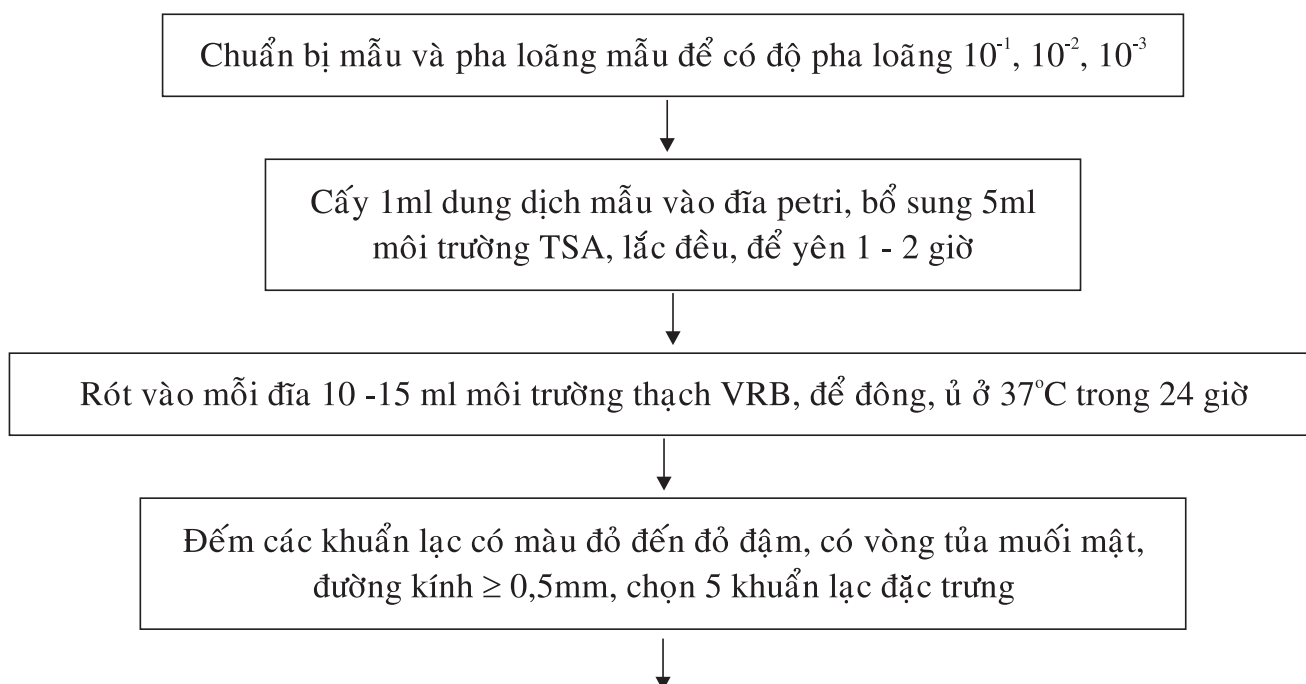 Chuẩn bị mẫu và pha loãng mẫu để có độ pha loãng 10⁻¹, 10⁻², 10⁻³
Cấy 1ml dung dịch mẫu vào đĩa petri, bổ sung 5ml
môi trường TSA, lắc đều, để yên 1 - 2 giờ
Rót vào mỗi đĩa 10 -15 ml môi trường thạch VRB, để đông, ủ ở 37°C trong 24 giờ
Đếm các khuẩn lạc có màu đỏ đến đỏ đậm, có vòng tủa muối mật,
đường kính ≥ 0,5mm, chọn 5 khuẩn lạc đặc trưng